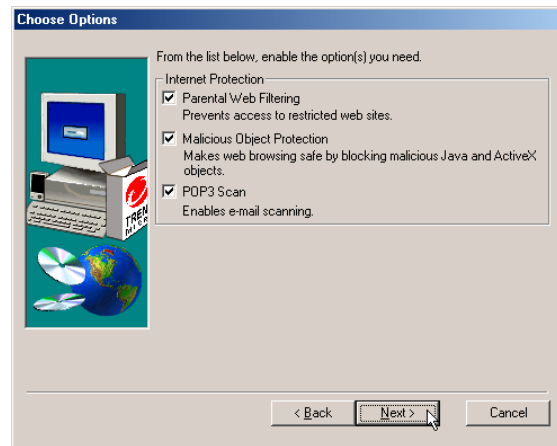 Choose Options
From the list below, enable the option(s) you need.
Internet Protection
Parental Web Filtering
Prevents access to restricted web sites.
Malicious Object Protection
Makes web browsing safe by blocking malicious Java and ActiveX
objects.
POP3 Scan
Enables e-mail scanning.
TREN
MICR
< Back
Next >
Cancel